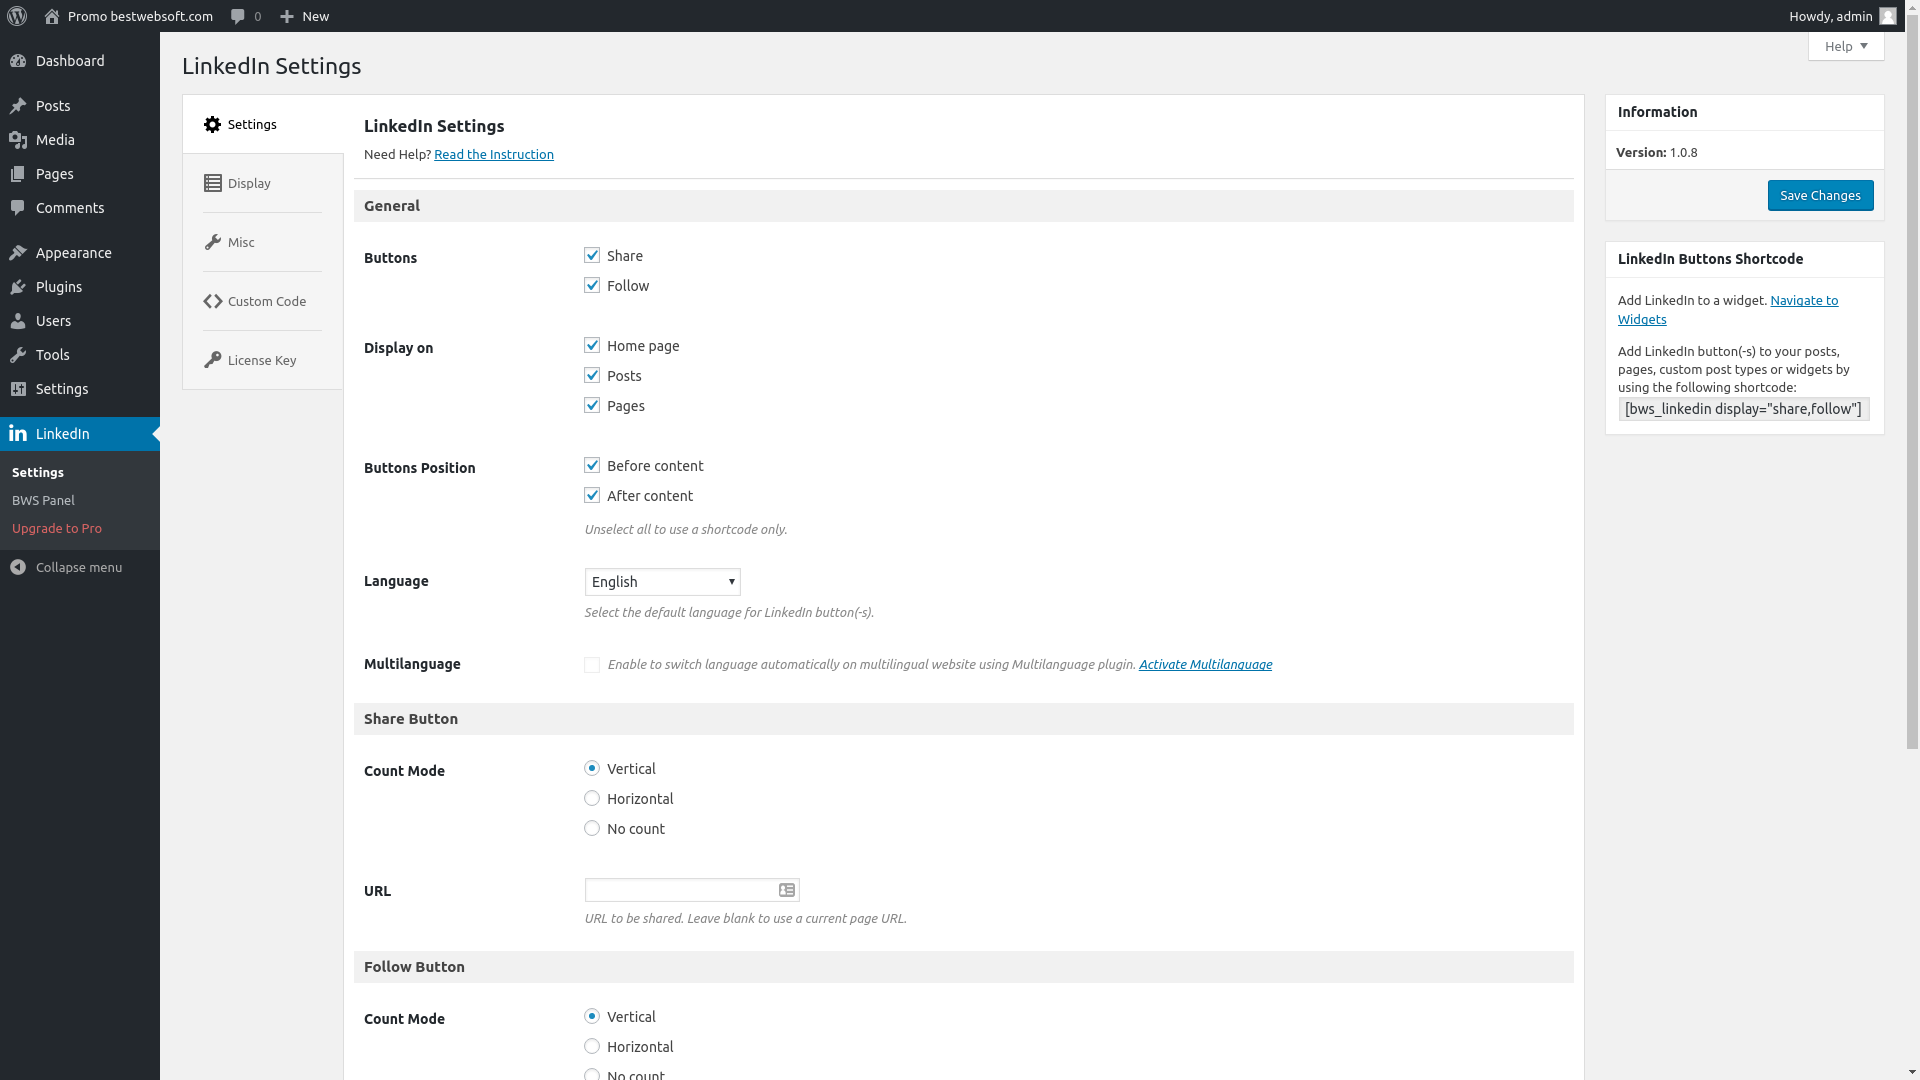 Promo bestwebsoft.com 0 New Howdy, admin
Help
Dashboard
Posts
Media
Pages
Comments
Appearance
Plugins
Users
Tools
Settings
LinkedIn
Settings
BWS Panel
Upgrade to Pro
Collapse menu
LinkedIn Settings
Settings
Display
Misc
Custom Code
License Key
LinkedIn Settings
Need Help? Read the Instruction
General
Buttons
Share
Follow
Display on
Home page
Posts
Pages
Buttons Position
Before content
After content
Unselect all to use a shortcode only.
Language
English
Select the default language for LinkedIn button(-s).
Multilanguage
Enable to switch language automatically on multilingual website using Multilanguage plugin. Activate Multilanguage
Share Button
Count Mode
Vertical
Horizontal
No count
URL
URL to be shared. Leave blank to use a current page URL.
Follow Button
Count Mode
Vertical
Horizontal
No count
Information
Version: 1.0.8
Save Changes
LinkedIn Buttons Shortcode
Add LinkedIn to a widget. Navigate to
Widgets
Add LinkedIn button(-s) to your posts,
pages, custom post types or widgets by
using the following shortcode:
[bws_linkedin display="share,follow"]